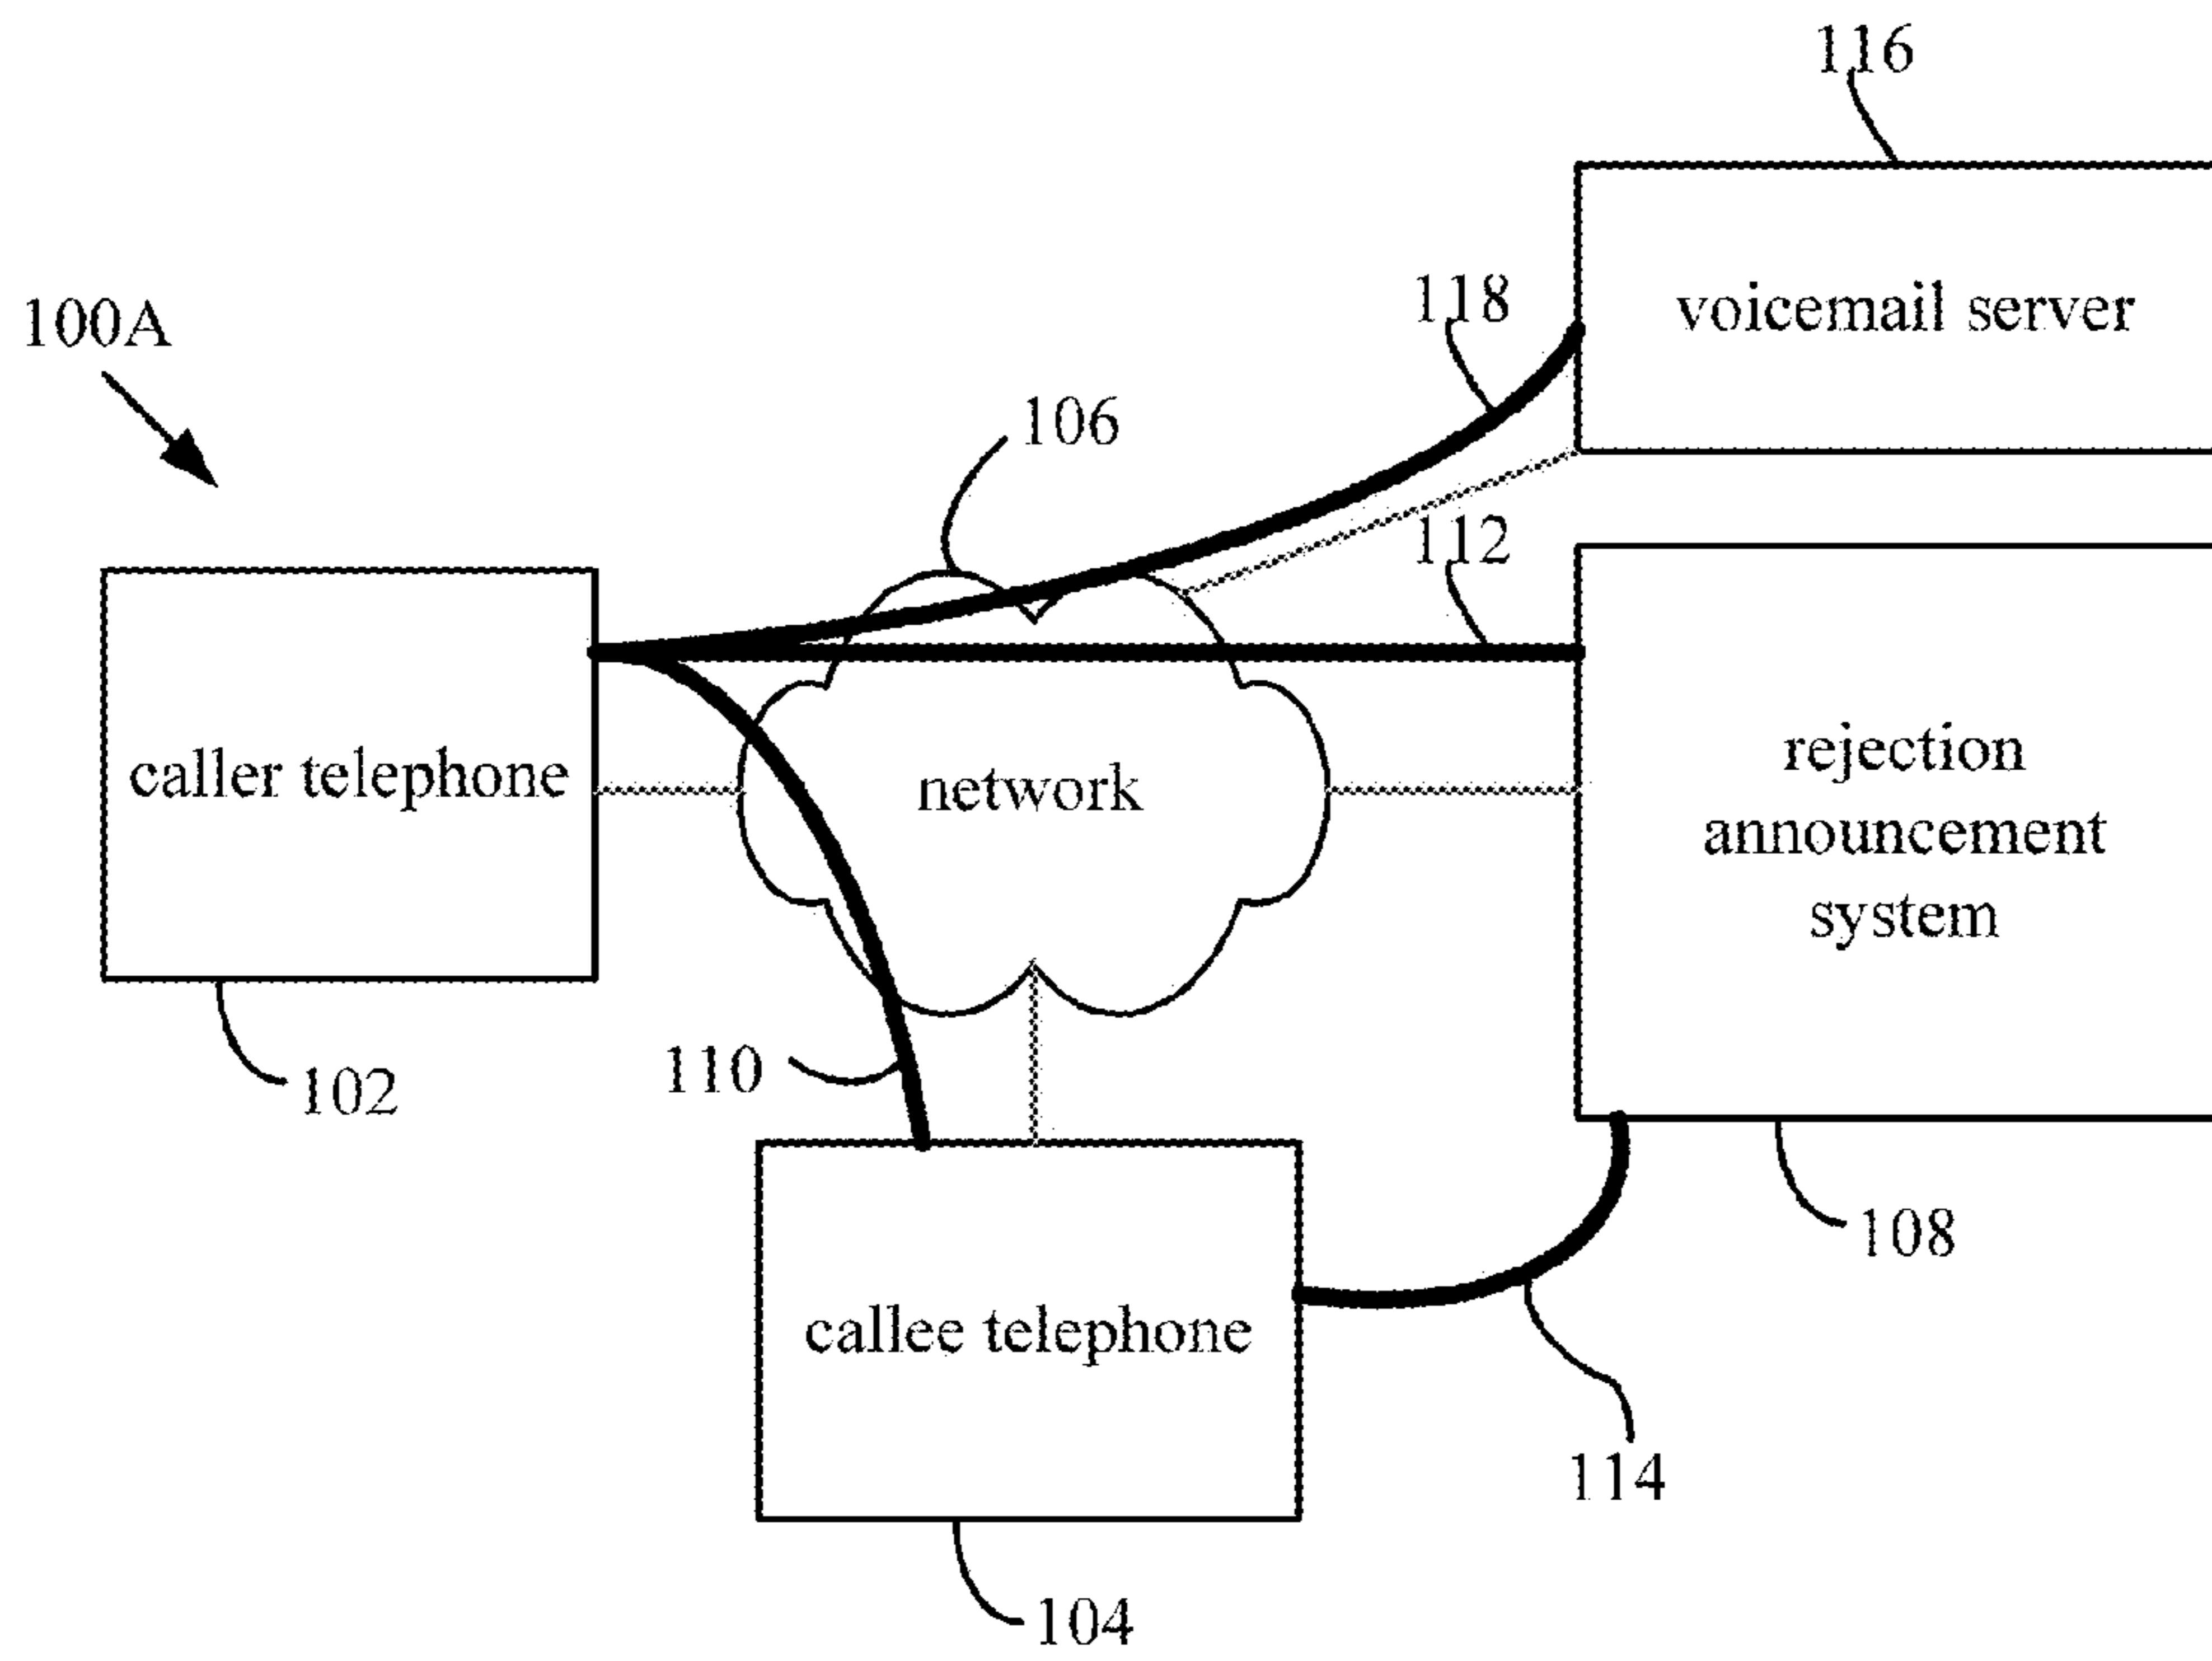 116
100A
118
voicemail server
106
112
caller telephone
network
rejection
announcement
system
110
102
108
callee telephone
114
104